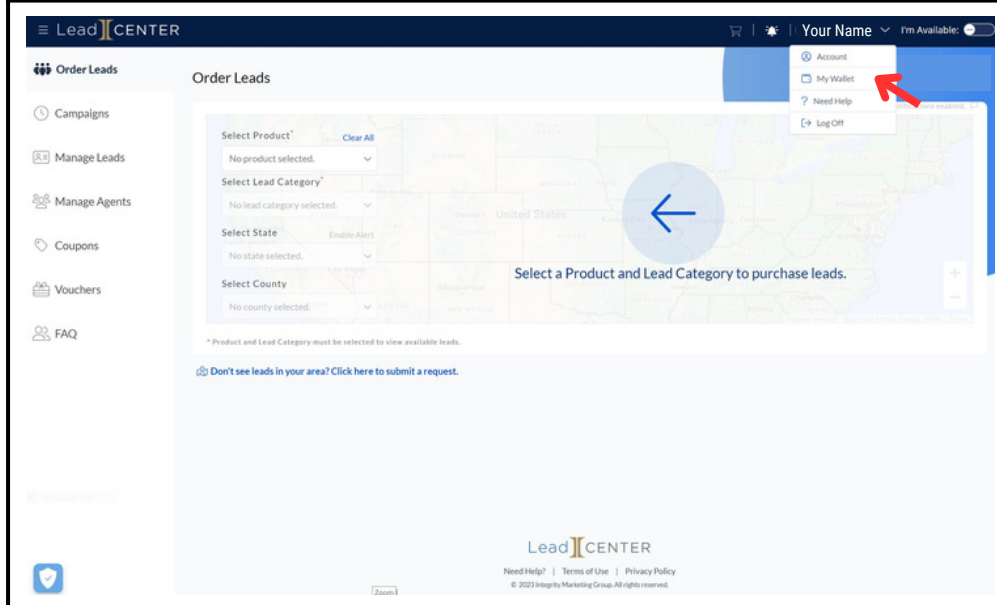 Lead CENTER
Your Name
I'm Available:
Account
My Wallet
Need Help
Log Off
Order Leads
Campaigns
Manage Leads
Manage Agents
Coupons
Vouchers
FAQ
Order Leads
Select Product*
Clear All
No product selected.
Select Lead Category*
No lead category selected.
Select State
Enable Alert
No state selected.
Select County
No county selected.
United States
Select a Product and Lead Category to purchase leads.
* Product and Lead Category must be selected to view available leads.
Don't see leads in your area? Click here to submit a request.
Lead CENTER
Need Help? | Terms of Use | Privacy Policy
© 2023 Integrity Marketing Group. All rights reserved.
Zoom